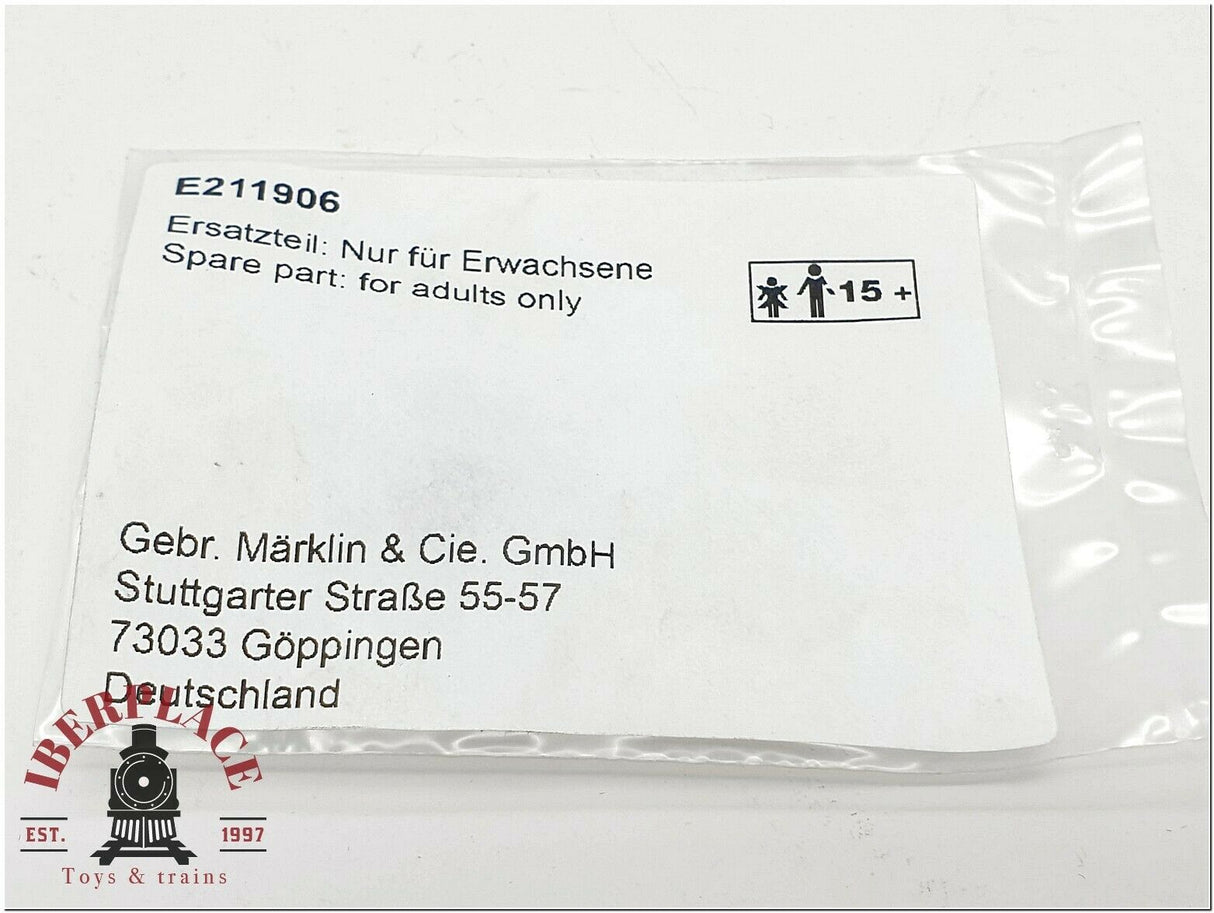 E211906
Ersatzteil: Nur für Erwachsene
Spare part: for adults only
15 +
Gebr. Märklin & Cie. GmbH
Stuttgarter Straße 55-57
73033 Göppingen
Deutschland
IBERPLACE
EST. 1997
Toys & trains